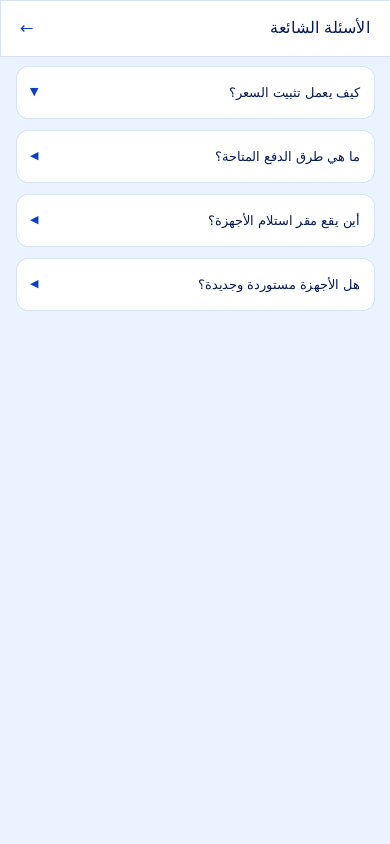 الأسئلة الشائعة ←
كيف يعمل تثبيت السعر؟ ▼
ما هي طرق الدفع المتاحة؟ ◀
أين يقع مقر استلام الأجهزة؟ ◀
هل الأجهزة مستوردة وجديدة؟ ◀